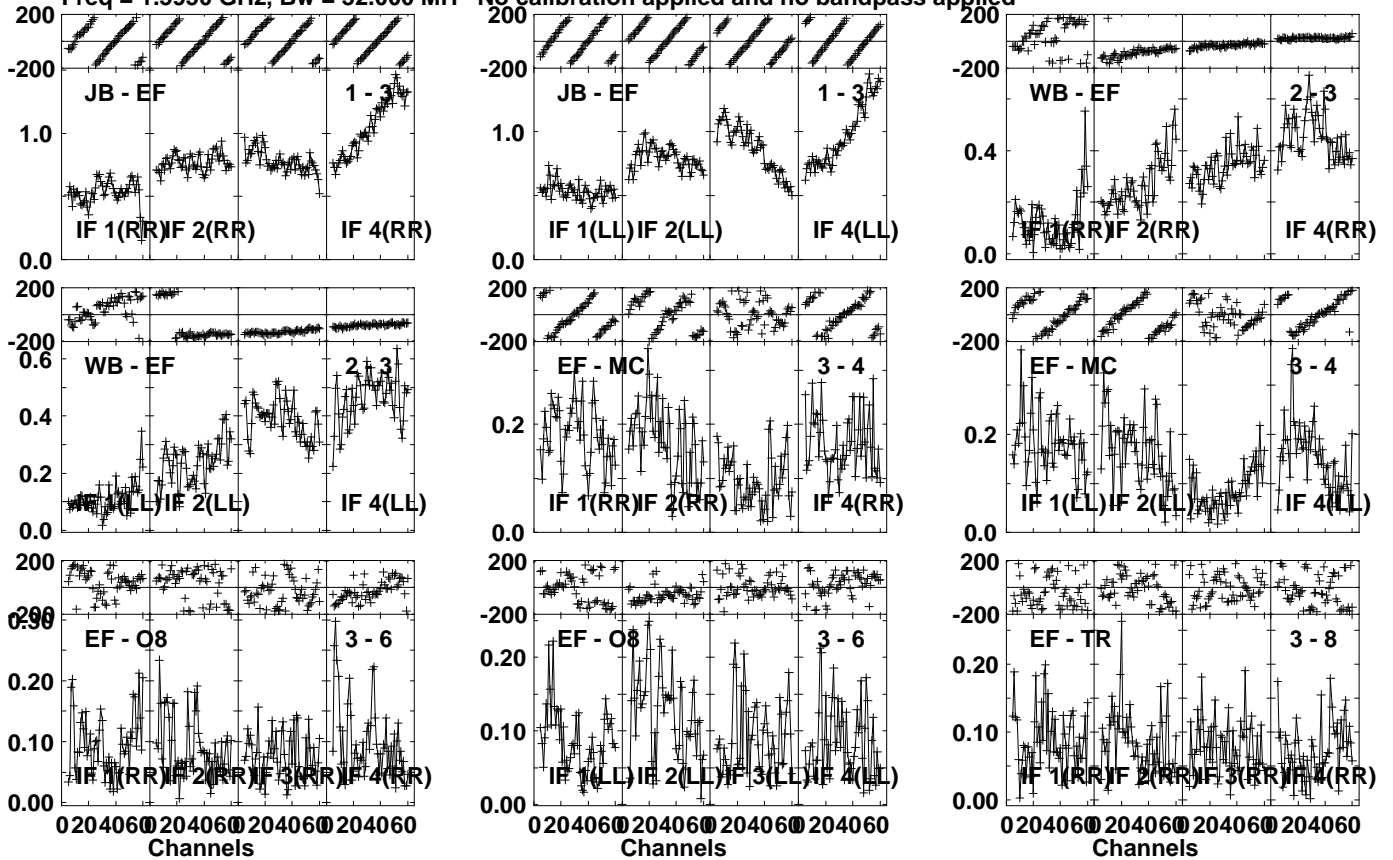 No calibration applied and no bandpass applied
200
-200
JB - EF
1 - 3
1.0
IF 1(RR)
IF 2(RR)
IF 4(RR)
0.0
JB - EF
1 - 3
1.0
IF 1(LL)
IF 2(LL)
IF 4(LL)
0.0
200
-200
WB - EF
2 - 3
0.4
IF 1(RR)
IF 2(RR)
IF 4(RR)
0.0
200
-200
0.6
WB - EF
2 - 3
0.4
0.2
IF 1(LL)
IF 2(LL)
IF 4(LL)
0.0
200
-200
EF - MC
3 - 4
0.2
IF 1(RR)
IF 2(RR)
IF 4(RR)
0.0
200
-200
EF - MC
3 - 4
0.2
IF 1(LL)
IF 2(LL)
IF 4(LL)
0.0
200
-200
0.30
EF - O8
3 - 6
0.20
0.10
IF 1(RR)
IF 2(RR)
IF 3(RR)
IF 4(RR)
0.00
0 20 40 60 0 20 40 60 0 20 40 60 0 20 40 60
Channels
200
-200
EF - O8
3 - 6
0.20
0.10
IF 1(LL)
IF 2(LL)
IF 3(LL)
IF 4(LL)
0.00
0 20 40 60 0 20 40 60 0 20 40 60 0 20 40 60
Channels
200
-200
EF - TR
3 - 8
0.20
0.10
IF 1(RR)
IF 2(RR)
IF 3(RR)
IF 4(RR)
0.00
0 20 40 60 0 20 40 60 0 20 40 60 0 20 40 60
Channels